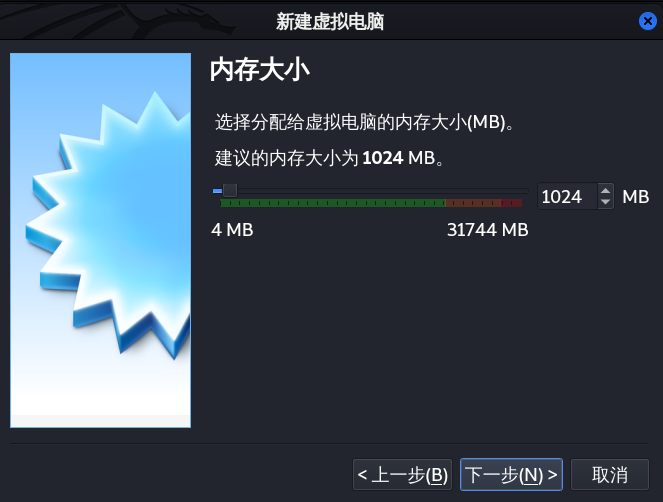 新建虚拟电脑
内存大小
选择分配给虚拟电脑的内存大小(MB)。
建议的内存大小为 1024 MB。
1024 MB
4 MB 31744 MB
< 上一步(B) 下一步(N) > 取消